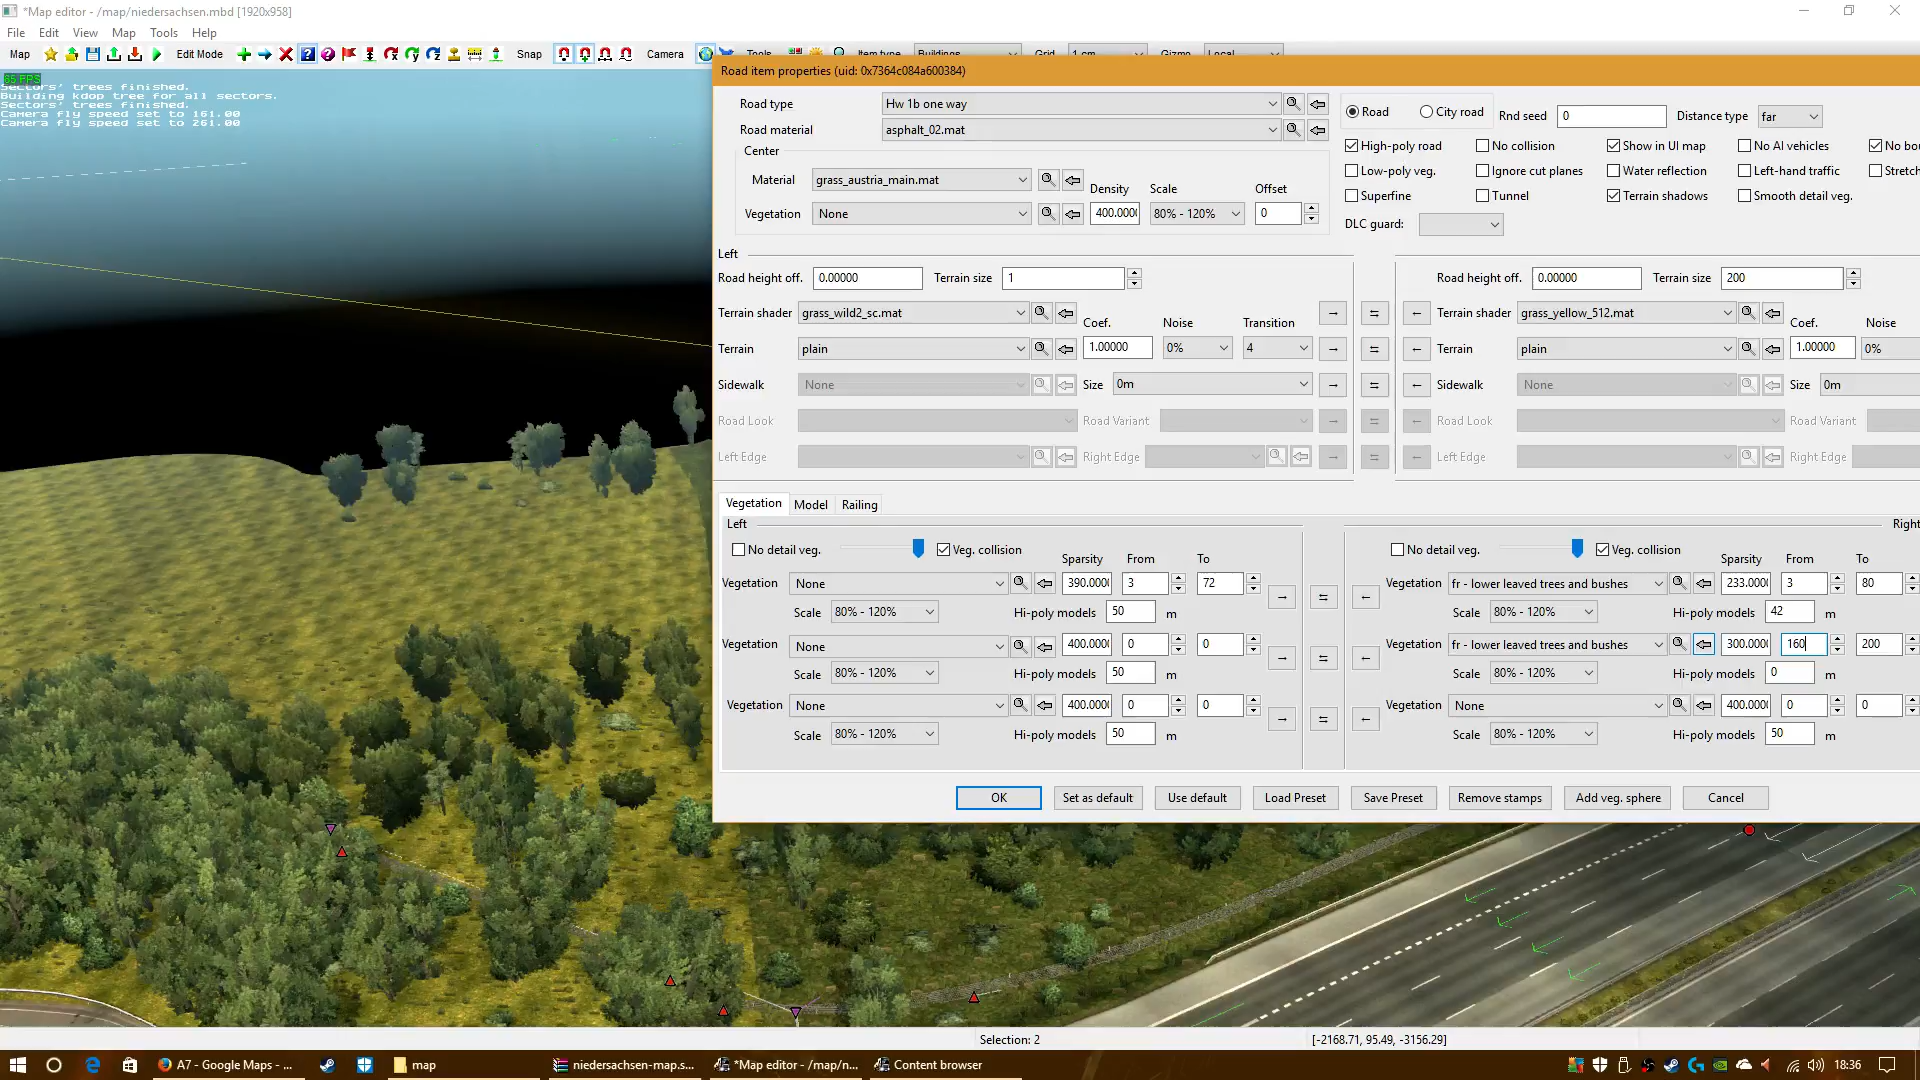 *Map editor - /map/niedersachsen.mbd [1920x958]
File Edit View Map Tools Help
Map Edit Mode Snap Camera Tools Item type Buildings Grid 1 cm Gizmo Local
65 FPS
Sectors' trees finished.
Building kdop tree for all sectors.
Sectors' trees finished.
Camera fly speed set to 161.00
Camera fly speed set to 261.00
Road item properties (uid: 0x7364c084a600384)
Road type Hw 1b one way
Road material asphalt_02.mat
Center
Material grass_austria_main.mat Density Scale Offset
Vegetation None 400.000 80% - 120% 0
Road City road Rnd seed 0 Distance type far
High-poly road No collision Show in UI map No AI vehicles No bou
Low-poly veg. Ignore cut planes Water reflection Left-hand traffic Stretch
Superfine Tunnel Terrain shadows Smooth detail veg.
DLC guard:
Left
Road height off. 0.00000 Terrain size 1
Terrain shader grass_wild2_sc.mat → ⇆
Coef. Noise Transition
Terrain plain 1.00000 0% 4 → ⇆
Sidewalk None Size 0m → ⇆
Road Look Road Variant → ⇆
Left Edge Right Edge → ⇆
Road height off. 0.00000 Terrain size 200
← Terrain shader grass_yellow_512.mat
Coef. Noise
← Terrain plain 1.00000 0%
← Sidewalk None Size 0m
← Road Look Road Variant
← Left Edge Right Edge
Vegetation Model Railing
Left
No detail veg. Veg. collision Sparsity From To
Vegetation None 390.000 3 72 → ⇆
Scale 80% - 120% Hi-poly models 50 m
Vegetation None 400.000 0 0 → ⇆
Scale 80% - 120% Hi-poly models 50 m
Vegetation None 400.000 0 0 → ⇆
Scale 80% - 120% Hi-poly models 50 m
Right
No detail veg. Veg. collision Sparsity From To
← Vegetation fr - lower leaved trees and bushes 233.000 3 80
Scale 80% - 120% Hi-poly models 42 m
← Vegetation fr - lower leaved trees and bushes 300.000 160 200
Scale 80% - 120% Hi-poly models 0 m
← Vegetation None 400.000 0 0
Scale 80% - 120% Hi-poly models 50 m
OK Set as default Use default Load Preset Save Preset Remove stamps Add veg. sphere Cancel
Selection: 2 [-2168.71, 95.49, -3156.29]
A7 - Google Maps - ... map niedersachsen-map.s... *Map editor - /map/n... Content browser 18:36